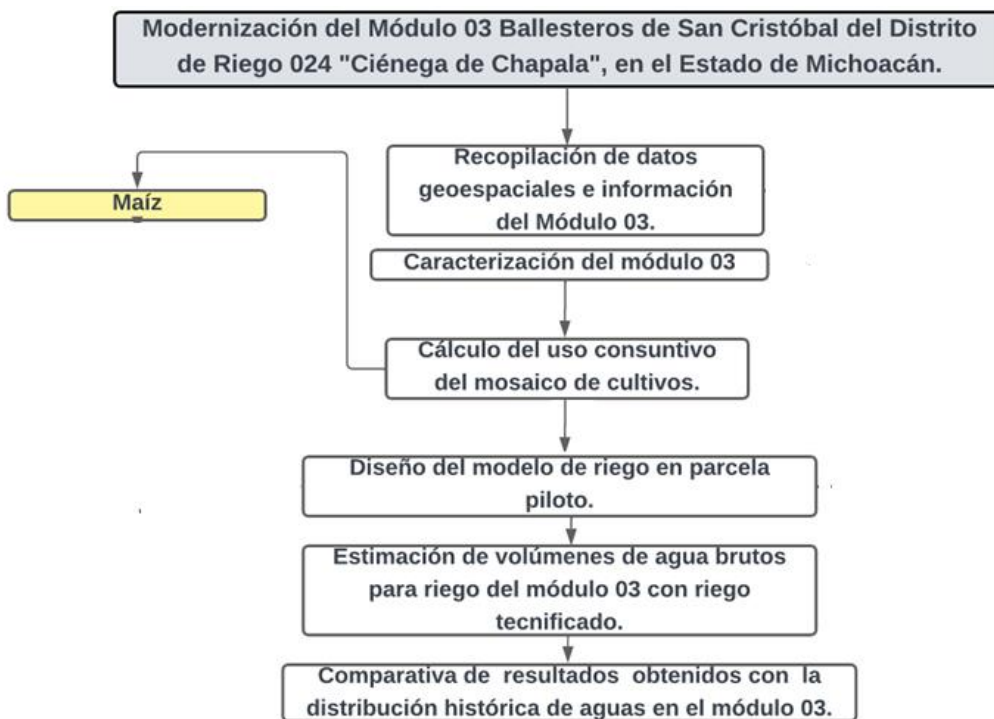 Modernización del Módulo 03 Ballesteros de San Cristóbal del Distrito
de Riego 024 "Ciénega de Chapala", en el Estado de Michoacán.
Recopilación de datos
geoespaciales e información
del Módulo 03.
Maíz
Caracterización del módulo 03
Cálculo del uso consuntivo
del mosaico de cultivos.
Diseño del modelo de riego en parcela
piloto.
Estimación de volúmenes de agua brutos
para riego del módulo 03 con riego
tecnificado.
Comparativa de resultados obtenidos con la
distribución histórica de aguas en el módulo 03.